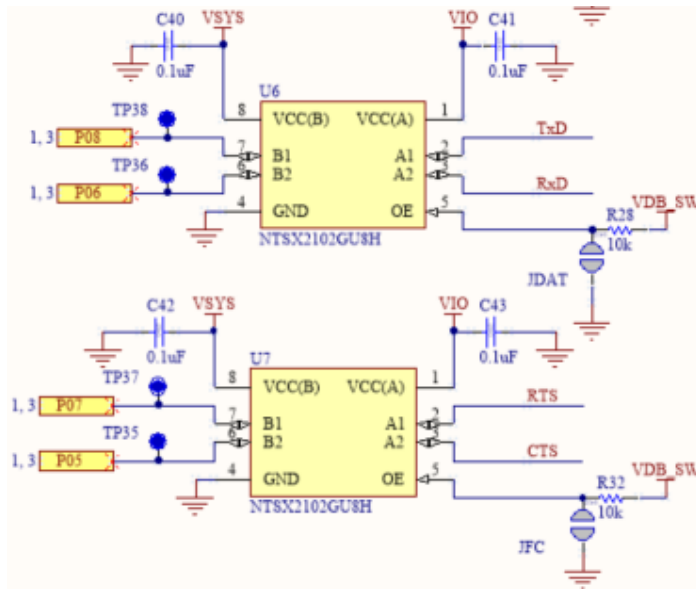 C40
VSYS
VIO
C41
0.1uF
0.1uF
U6
8
VCC(B)
VCC(A)
1
TP38
1, 3
P08
7
B1
A1
2
TxD
TP36
1, 3
P06
6
B2
A2
3
RxD
4
GND
OE
5
NTSX2102GU8H
R28
VDB_SW
10k
JDAT
C42
VSYS
VIO
C43
0.1uF
0.1uF
U7
8
VCC(B)
VCC(A)
1
TP37
1, 3
P07
7
B1
A1
2
RTS
TP35
1, 3
P05
6
B2
A2
3
CTS
4
GND
OE
5
NTSX2102GU8H
R32
VDB_SW
10k
JFC